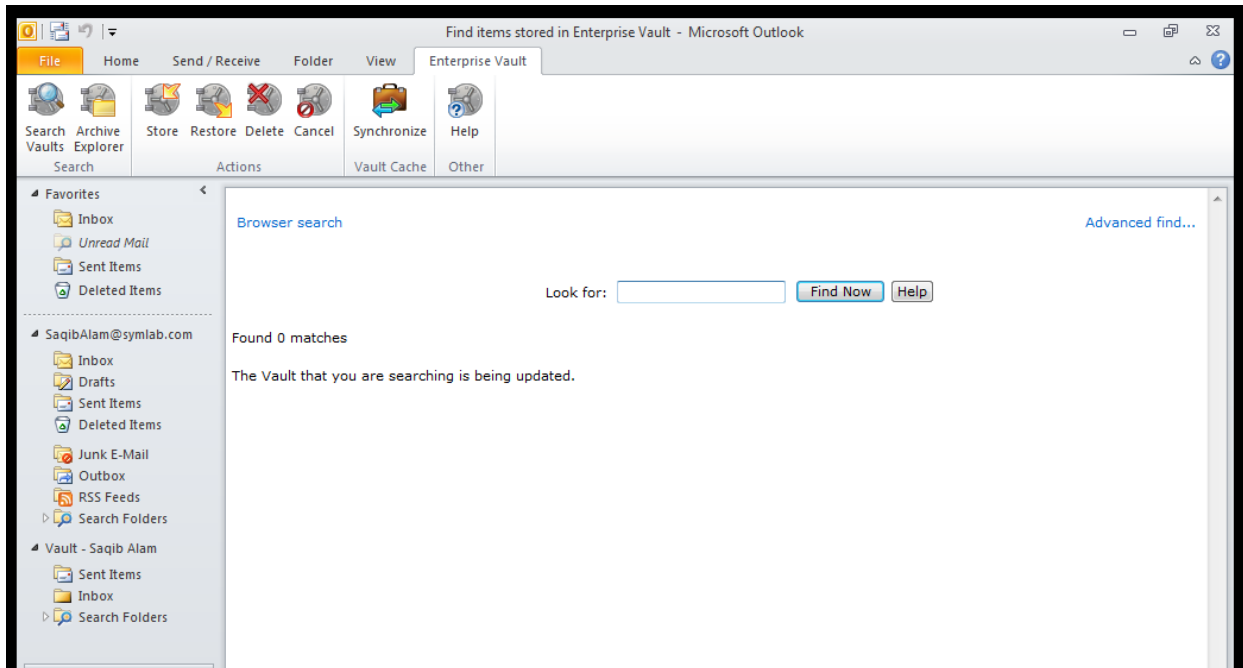 Find items stored in Enterprise Vault - Microsoft Outlook
File Home Send / Receive Folder View Enterprise Vault
Search Vaults
Archive Explorer
Store Restore Delete Cancel Synchronize Help
Search Actions Vault Cache Other
Favorites
Inbox
Unread Mail
Sent Items
Deleted Items
SaqibAlam@symlab.com
Inbox
Drafts
Sent Items
Deleted Items
Junk E-Mail
Outbox
RSS Feeds
Search Folders
Vault - Saqib Alam
Sent Items
Inbox
Search Folders
Browser search Advanced find...
Look for: Find Now Help
Found 0 matches
The Vault that you are searching is being updated.